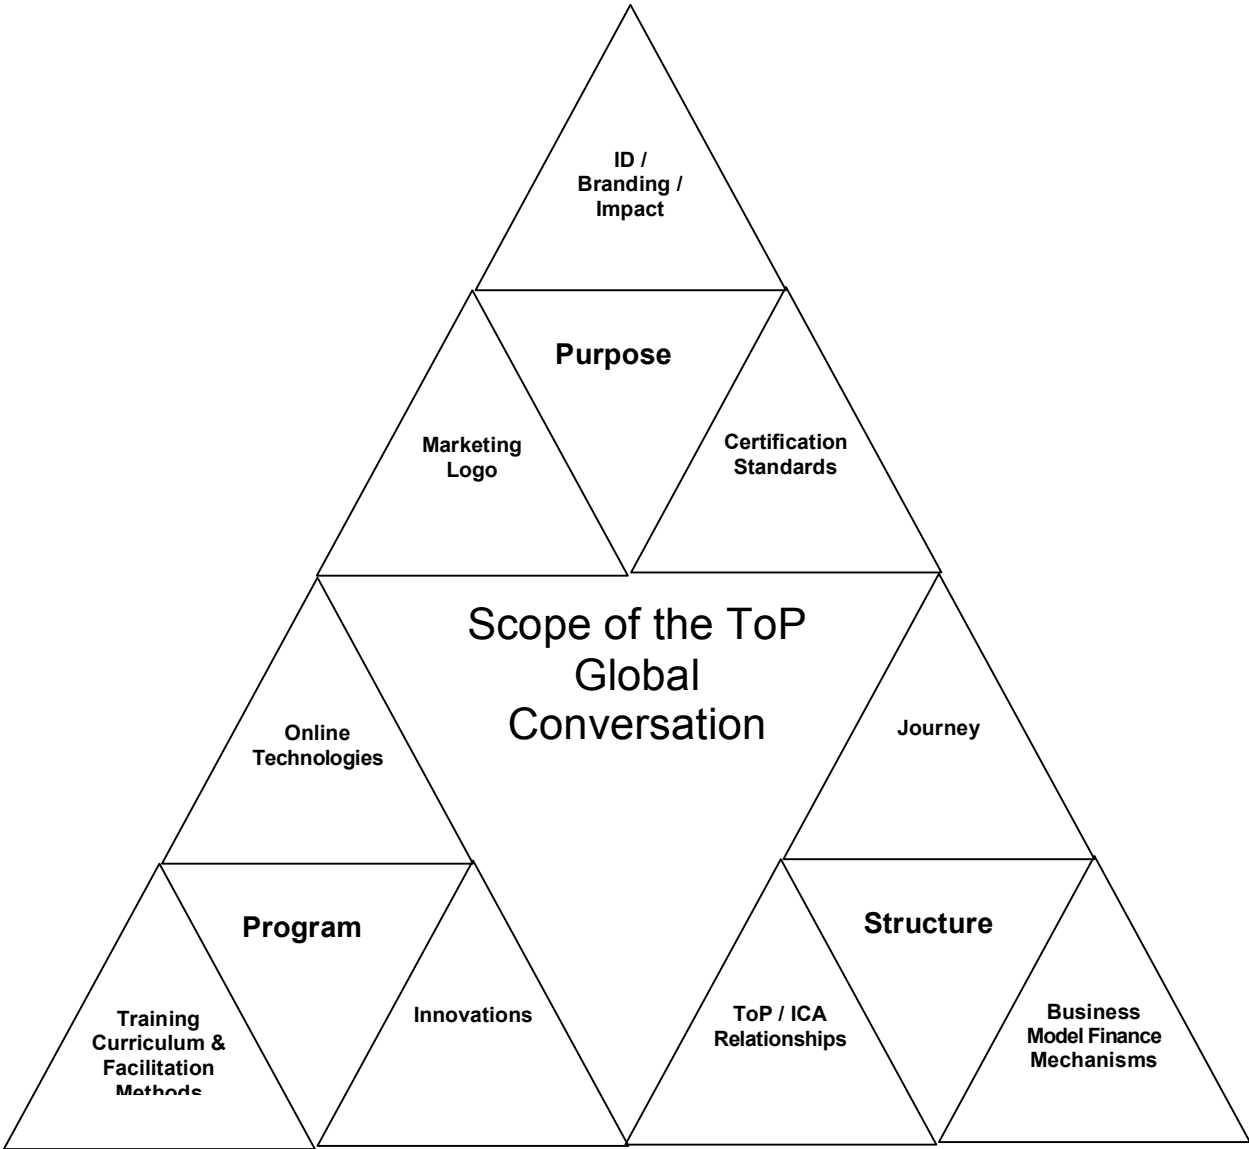 ID /
Branding /
Impact
Purpose
Marketing
Logo
Certification
Standards
Scope of the ToP
Global
Conversation
Online
Technologies
Journey
Program
Structure
Training
Curriculum &
Facilitation
Methods
Innovations
ToP / ICA
Relationships
Business
Model Finance
Mechanisms